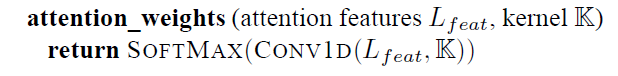 attention_weights (attention features L_feat, kernel 𝕂)
return SOFTMAX(CONV1D(L_feat, 𝕂))